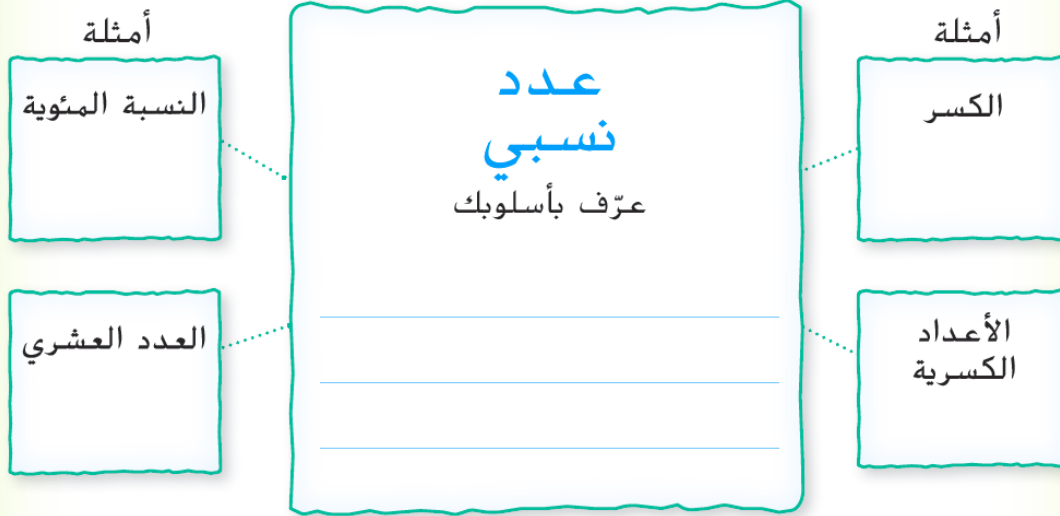 أمثلة
الكسر
الأعداد
الكسرية
عدد
نسبي
عرّف بأسلوبك
أمثلة
النسبة المئوية
العدد العشري